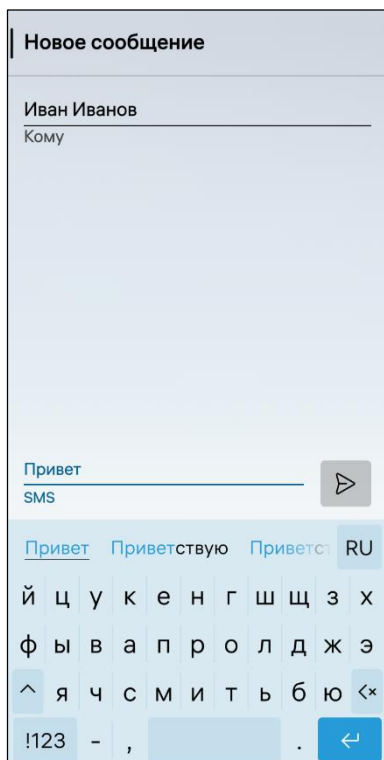 Новое сообщение
Иван Иванов
Кому
Привет
SMS
Привет Приветствую Приветст RU
й ц у к е н г ш щ з х
ф ы в а п р о л д ж э
^ я ч с м и т ь б ю <×
!123 - , .